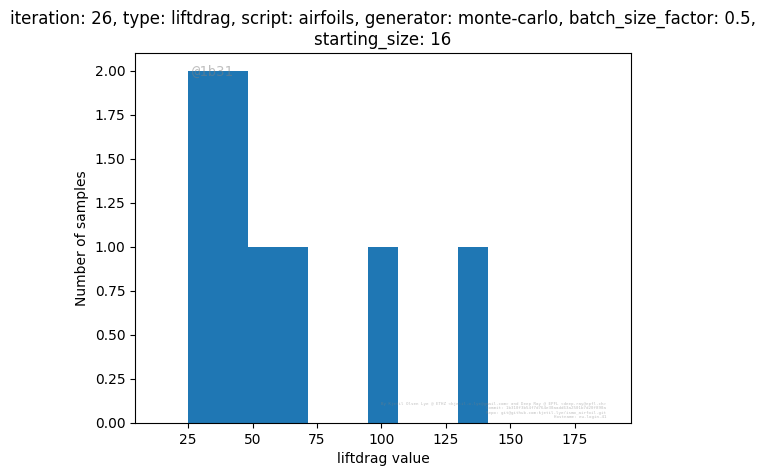 iteration: 26, type: liftdrag, script: airfoils, generator: monte-carlo, batch_size_factor: 0.5,
starting_size: 16
@1b31
2.00
1.75
1.50
1.25
1.00
0.75
0.50
0.25
0.00
Number of samples
25 50 75 100 125 150 175
liftdrag value